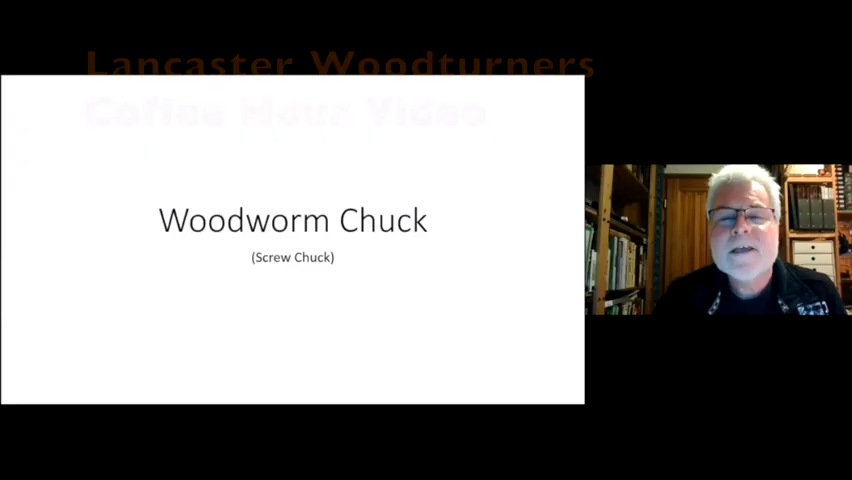 Lancaster Woodturners
Coffee Hour Video
Woodworm Chuck
(Screw Chuck)